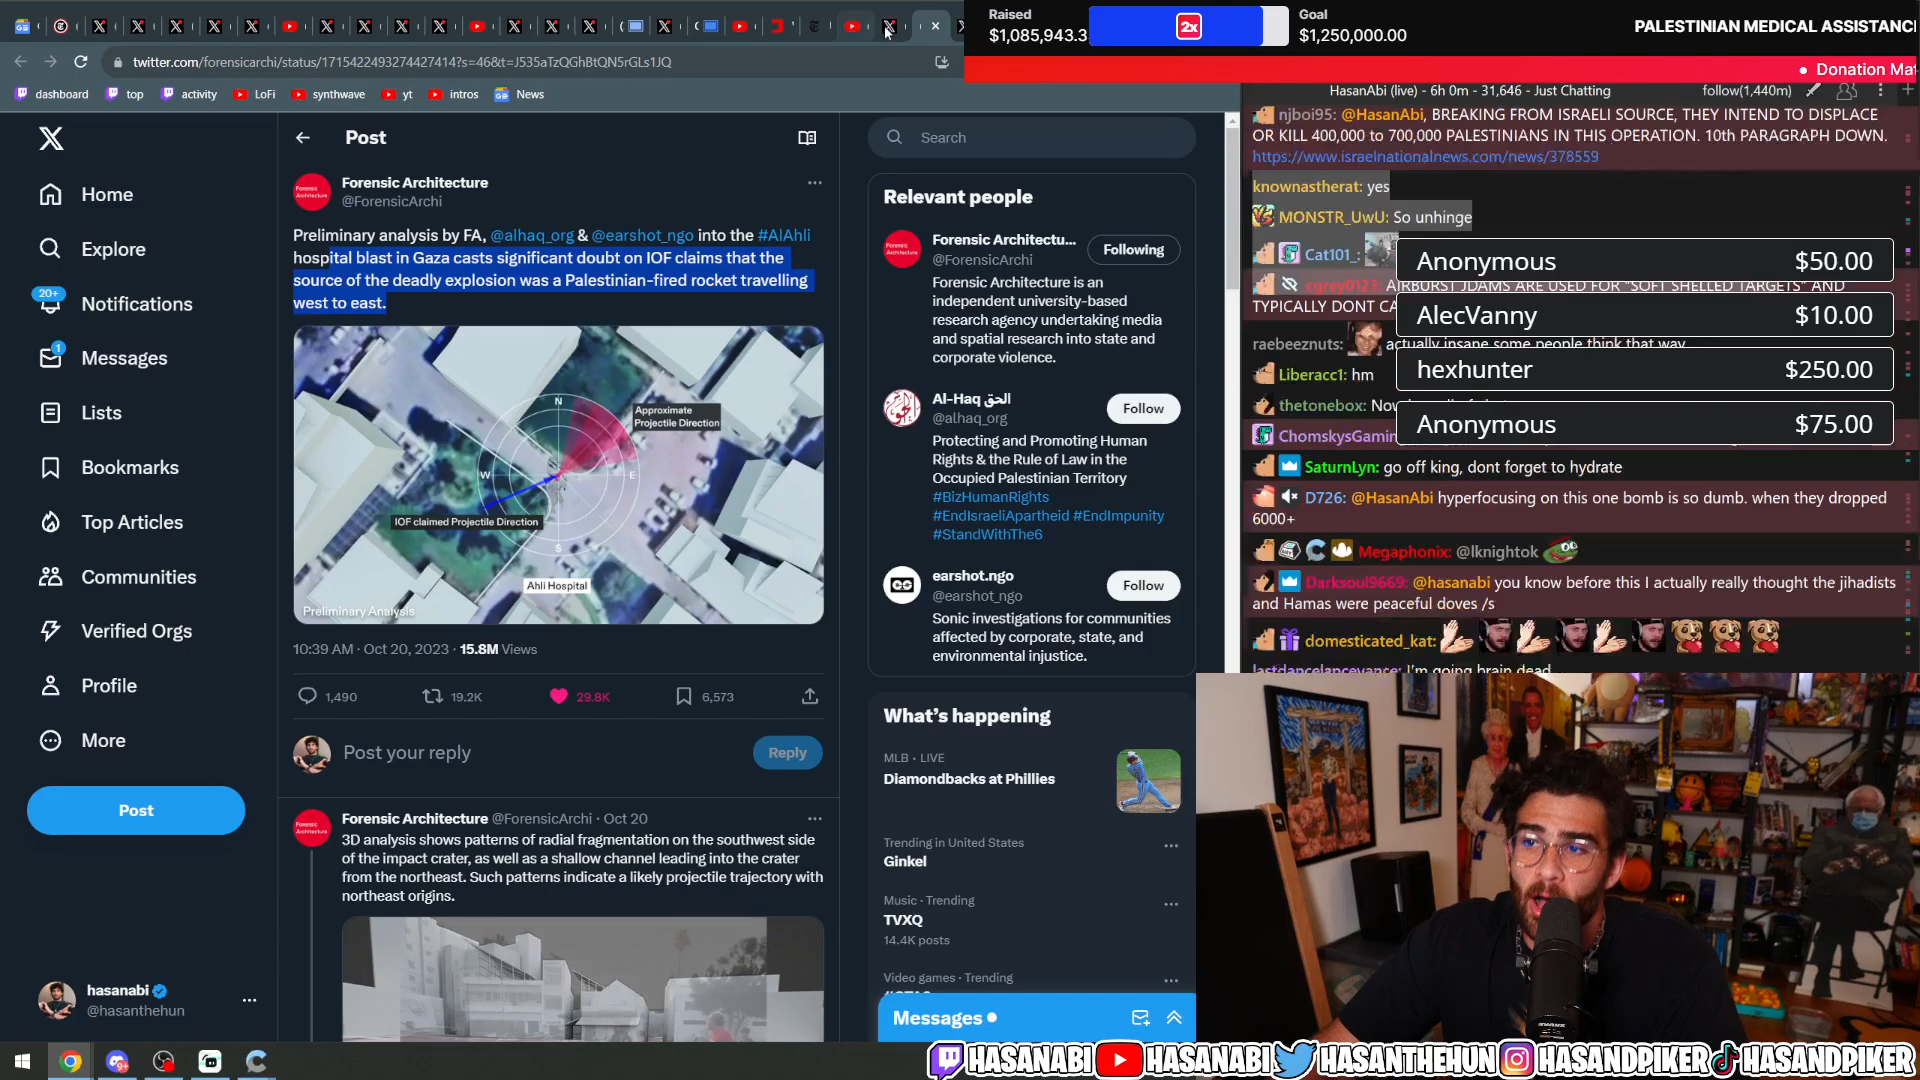 twitter.com/forensicarchi/status/1715422493274427414?s=46&t=J535aTzQGhBtQN5rGLs1JQ
dashboard
top
activity
LoFi
synthwave
yt
intros
News
Raised
$1,085,943.3
2x
Goal
$1,250,000.00
PALESTINIAN MEDICAL ASSISTANC
Donation Mat
Home
Explore
20+
Notifications
1
Messages
Lists
Bookmarks
Top Articles
Communities
Verified Orgs
Profile
More
Post
hasanabi
@hasanthehun
Post
Forensic Architecture
@ForensicArchi
Preliminary analysis by FA, @alhaq_org & @earshot_ngo into the #AlAhli
hospital blast in Gaza casts significant doubt on IOF claims that the
source of the deadly explosion was a Palestinian-fired rocket travelling
west to east.
N
Approximate
Projectile Direction
W
E
IOF claimed Projectile Direction
S
Ahli Hospital
Preliminary Analysis
10:39 AM · Oct 20, 2023 · 15.8M Views
1,490
19.2K
29.8K
6,573
Post your reply
Reply
Forensic Architecture @ForensicArchi · Oct 20
3D analysis shows patterns of radial fragmentation on the southwest side
of the impact crater, as well as a shallow channel leading into the crater
from the northeast. Such patterns indicate a likely projectile trajectory with
northeast origins.
Search
Relevant people
Forensic Architectu...
@ForensicArchi
Following
Forensic Architecture is an
independent university-based
research agency undertaking media
and spatial research into state and
corporate violence.
Al-Haq الحق
@alhaq_org
Follow
Protecting and Promoting Human
Rights & the Rule of Law in the
Occupied Palestinian Territory
#BizHumanRights
#EndIsraeliApartheid #EndImpunity
#StandWithThe6
earshot.ngo
@earshot_ngo
Follow
Sonic investigations for communities
affected by corporate, state, and
environmental injustice.
What's happening
MLB · LIVE
Diamondbacks at Phillies
Trending in United States
Ginkel
Music · Trending
TVXQ
14.4K posts
Video games · Trending
Messages
HasanAbi (live) - 6h 0m - 31,646 - Just Chatting
follow(1,440m)
njboi95: @HasanAbi, BREAKING FROM ISRAELI SOURCE, THEY INTEND TO DISPLACE
OR KILL 400,000 to 700,000 PALESTINIANS IN THIS OPERATION. 10th PARAGRAPH DOWN.
https://www.israelnationalnews.com/news/378559
knownastherat: yes
MONSTR_UwU: So unhinge
Cat101_:
cgrey0123: AIRBURST JDAMS ARE USED FOR "SOFT SHELLED TARGETS" AND
TYPICALLY DONT CA
raebeeznuts: actually insane some people think that way
Liberacc1: hm
thetonebox: Now
ChomskysGamin
Anonymous $50.00
AlecVanny $10.00
hexhunter $250.00
Anonymous $75.00
SaturnLyn: go off king, dont forget to hydrate
D726: @HasanAbi hyperfocusing on this one bomb is so dumb. when they dropped
6000+
Megaphonix: @lknightok
Darksoul9669: @hasanabi you know before this I actually really thought the jihadists
and Hamas were peaceful doves /s
domesticated_kat:
lastdancelancevance: I'm going brain dead
HASANABI HASANABI HASANTHEHUN HASANDPIKER HASANDPIKER